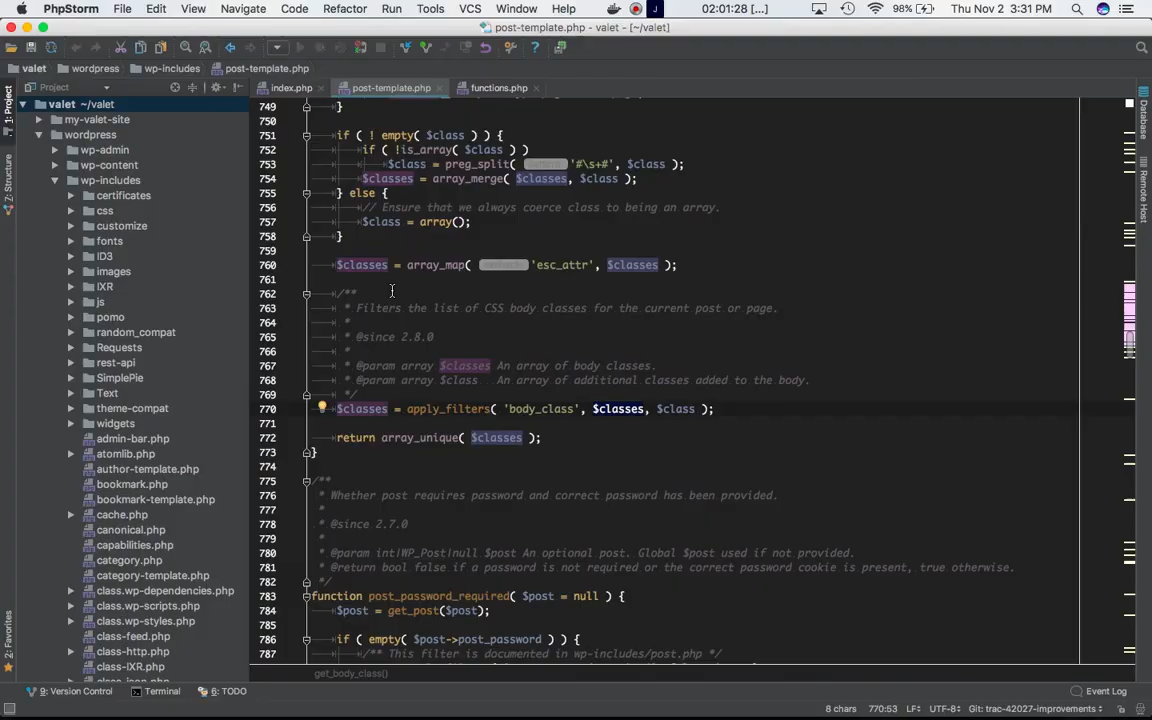 PhpStorm File Edit View Navigate Code Refactor Run Tools VCS Window Help 02:01:28 [...] 98% Thu Nov 2 3:31 PM
post-template.php - valet - [~/valet]
valet wordpress wp-includes post-template.php
Project index.php post-template.php functions.php
1: Project
7: Structure
2: Favorites
Database
Remote Host
valet ~/valet
my-valet-site
wordpress
wp-admin
wp-content
wp-includes
certificates
css
customize
fonts
ID3
images
IXR
js
pomo
random_compat
Requests
rest-api
SimplePie
Text
theme-compat
widgets
admin-bar.php
atomlib.php
author-template.php
bookmark.php
bookmark-template.php
cache.php
canonical.php
capabilities.php
category.php
category-template.php
class.wp-dependencies.php
class.wp-scripts.php
class.wp-styles.php
class-feed.php
class-http.php
class-IXR.php
749 }
750
751 if ( ! empty( $class ) ) {
752 if ( !is_array( $class ) )
753 $class = preg_split( '#\s+#', $class );
754 $classes = array_merge( $classes, $class );
755 } else {
756 // Ensure that we always coerce class to being an array.
757 $class = array();
758 }
759
760 $classes = array_map( 'esc_attr', $classes );
761
762 /**
763 * Filters the list of CSS body classes for the current post or page.
764 *
765 * @since 2.8.0
766 *
767 * @param array $classes An array of body classes.
768 * @param array $class An array of additional classes added to the body.
769 */
770 $classes = apply_filters( 'body_class', $classes, $class );
771
772 return array_unique( $classes );
773 }
774
775 /**
776 * Whether post requires password and correct password has been provided.
777 *
778 * @since 2.7.0
779 *
780 * @param int|WP_Post|null $post An optional post. Global $post used if not provided.
781 * @return bool false if a password is not required or the correct password cookie is present, true otherwise.
782 */
783 function post_password_required( $post = null ) {
784 $post = get_post($post);
785
786 if ( empty( $post->post_password ) ) {
787 /** This filter is documented in wp-includes/post.php */
get_body_class()
9: Version Control Terminal 6: TODO Event Log
8 chars 770:53 LF÷ UTF-8÷ Git: trac-42027-improvements÷